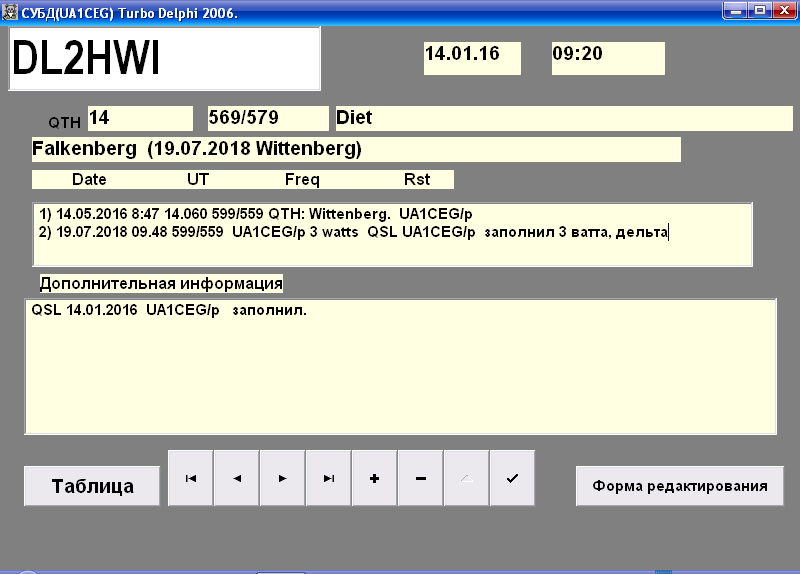 СУБД(UA1CEG) Turbo Delphi 2006.
DL2HWI
14.01.16 09:20
QTH 14 569/579 Diet
Falkenberg (19.07.2018 Wittenberg)
Date UT Freq Rst
1) 14.05.2016 8:47 14.060 599/559 QTH: Wittenberg. UA1CEG/p
2) 19.07.2018 09.48 599/559 UA1CEG/p 3 watts QSL UA1CEG/p заполнил 3 ватта, дельта
Дополнительная информация
QSL 14.01.2016 UA1CEG/p заполнил.
Таблица
Форма редактирования